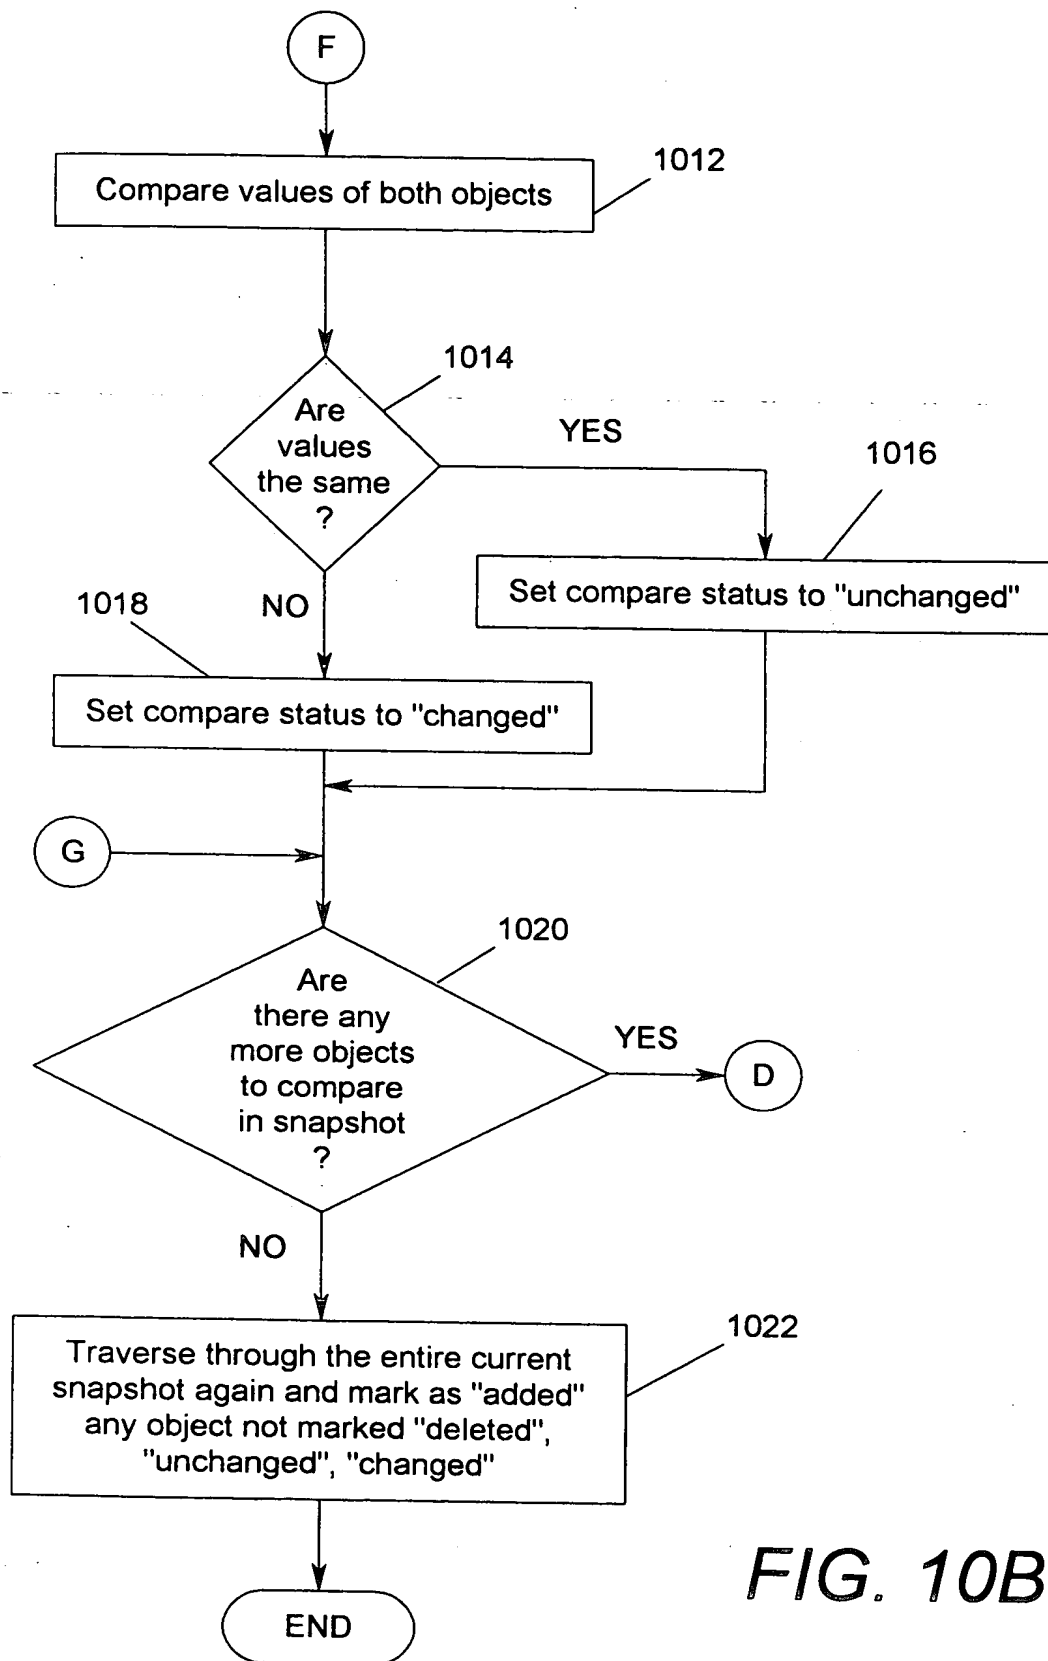 F
Compare values of both objects
1012
1014
Are
values
the same
?
YES
1016
Set compare status to "unchanged"
NO
1018
Set compare status to "changed"
G
1020
Are
there any
more objects
to compare
in snapshot
?
YES
D
NO
1022
Traverse through the entire current
snapshot again and mark as "added"
any object not marked "deleted",
"unchanged", "changed"
END
FIG. 10B